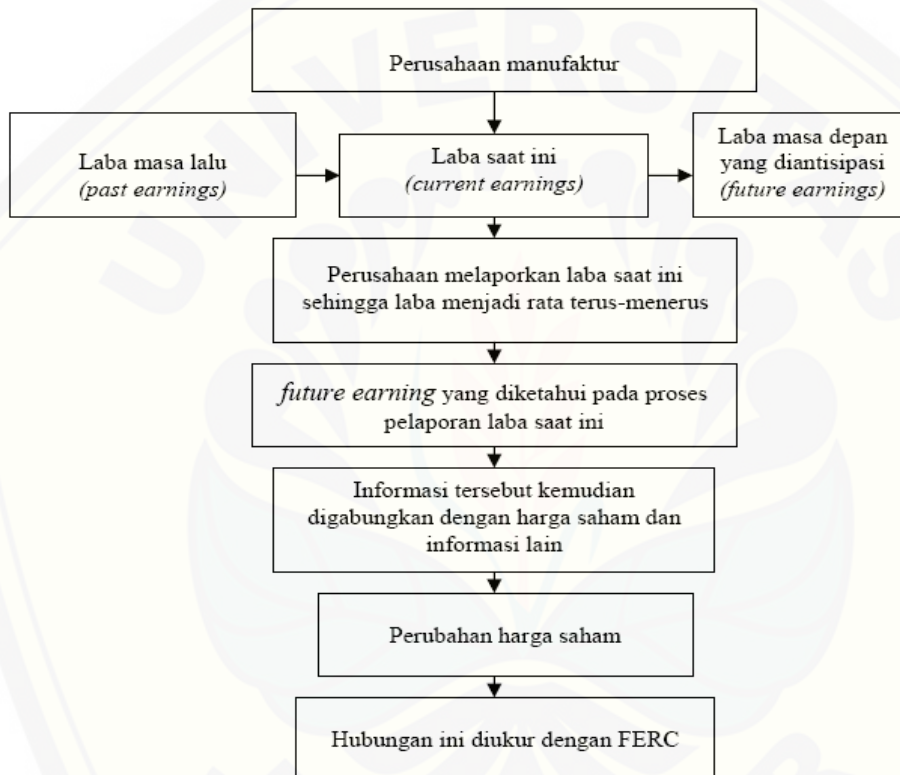 Perusahaan manufaktur
Laba masa lalu
(past earnings)
Laba saat ini
(current earnings)
Laba masa depan
yang diantisipasi
(future earnings)
Perusahaan melaporkan laba saat ini
sehingga laba menjadi rata terus-menerus
future earning yang diketahui pada proses
pelaporan laba saat ini
Informasi tersebut kemudian
digabungkan dengan harga saham dan
informasi lain
Perubahan harga saham
Hubungan ini diukur dengan FERC
UNIVERSITAS